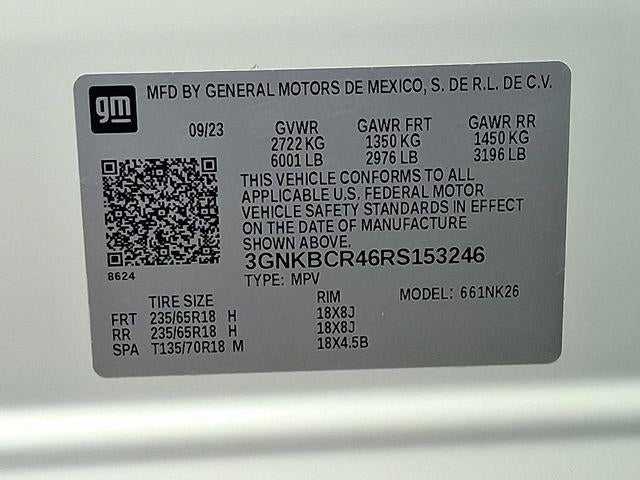 gm
MFD BY GENERAL MOTORS DE MEXICO, S. DE R.L. DE C.V.
09/23 GVWR GAWR FRT GAWR RR
2722 KG 1350 KG 1450 KG
6001 LB 2976 LB 3196 LB
THIS VEHICLE CONFORMS TO ALL
APPLICABLE U.S. FEDERAL MOTOR
VEHICLE SAFETY STANDARDS IN EFFECT
ON THE DATE OF MANUFACTURE
SHOWN ABOVE.
3GNKBCR46RS153246
8624
TYPE: MPV
TIRE SIZE RIM MODEL: 661NK26
FRT 235/65R18 H 18X8J
RR 235/65R18 H 18X8J
SPA T135/70R18 M 18X4.5B